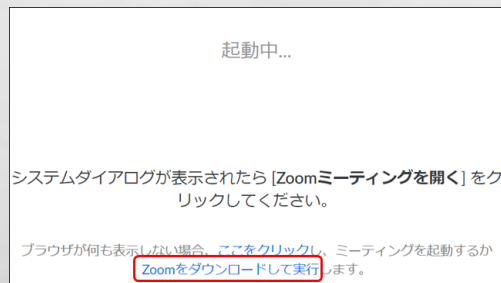 起動中...
システムダイアログが表示されたら [Zoomミーティングを開く] をク
リックしてください。
ブラウザが何も表示しない場合、ここをクリックし、ミーティングを起動するか
Zoomをダウンロードして実行します。